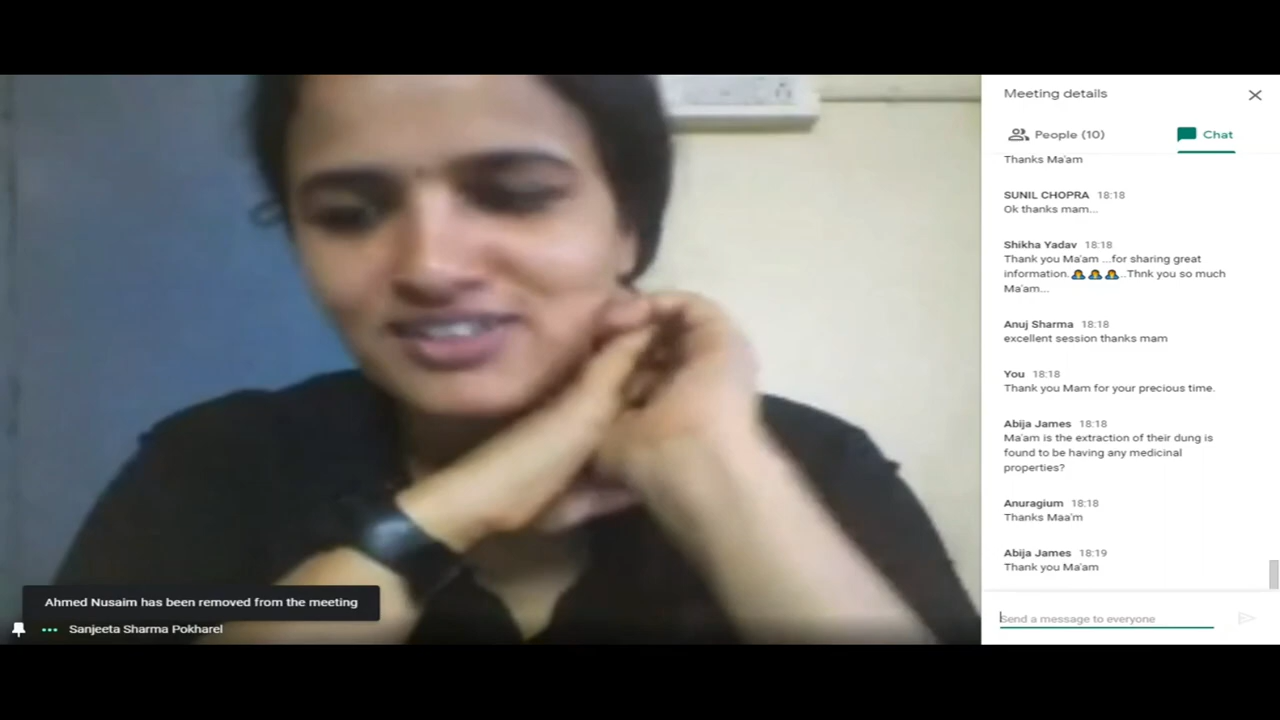 Meeting details
People (10)
Chat
Thanks Ma'am
SUNIL CHOPRA 18:18
Ok thanks mam...
Shikha Yadav 18:18
Thank you Ma'am ...for sharing great
information.🙏🙏🙏..Thnk you so much
Ma'am...
Anuj Sharma 18:18
excellent session thanks mam
You 18:18
Thank you Mam for your precious time.
Abija James 18:18
Ma'am is the extraction of their dung is
found to be having any medicinal
properties?
Anuragium 18:18
Thanks Maa'm
Abija James 18:19
Thank you Ma'am
Send a message to everyone
Ahmed Nusaim has been removed from the meeting
Sanjeeta Sharma Pokharel